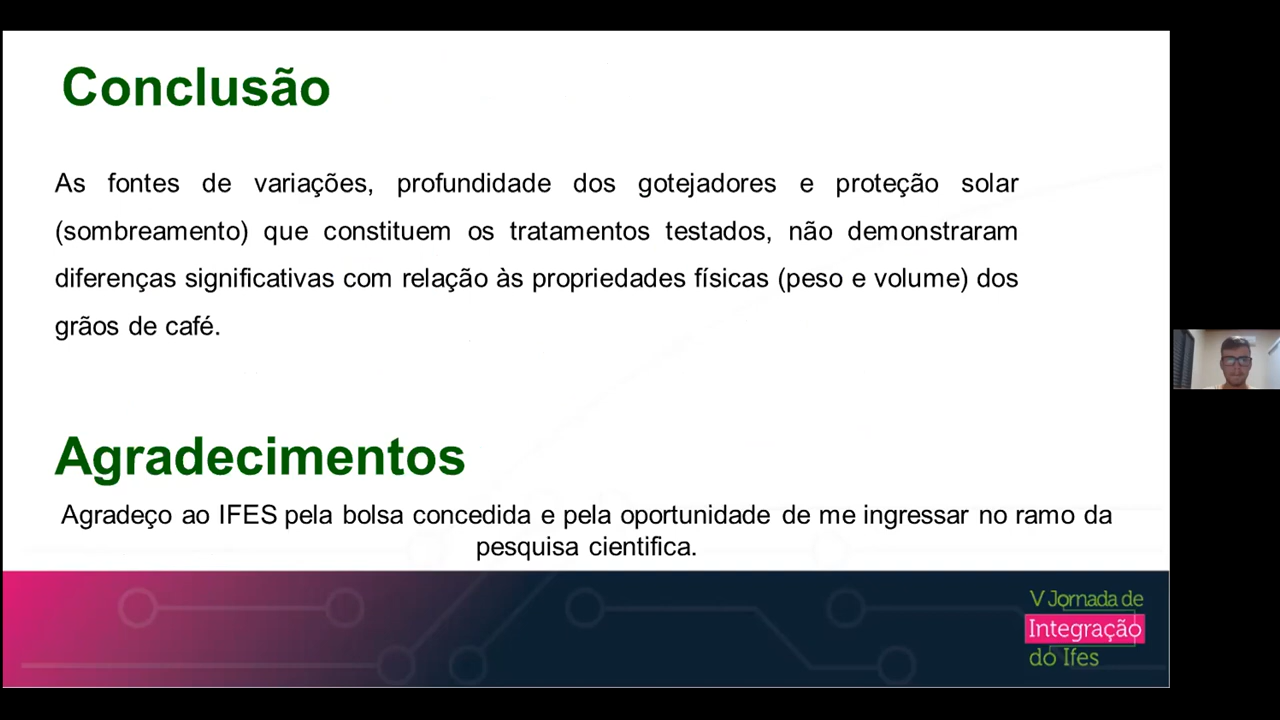 Conclusão
As fontes de variações, profundidade dos gotejadores e proteção solar
(sombreamento) que constituem os tratamentos testados, não demonstraram
diferenças significativas com relação às propriedades físicas (peso e volume) dos
grãos de café.
Agradecimentos
Agradeço ao IFES pela bolsa concedida e pela oportunidade de me ingressar no ramo da
pesquisa cientifica.
V Jornada de
Integração
do Ifes